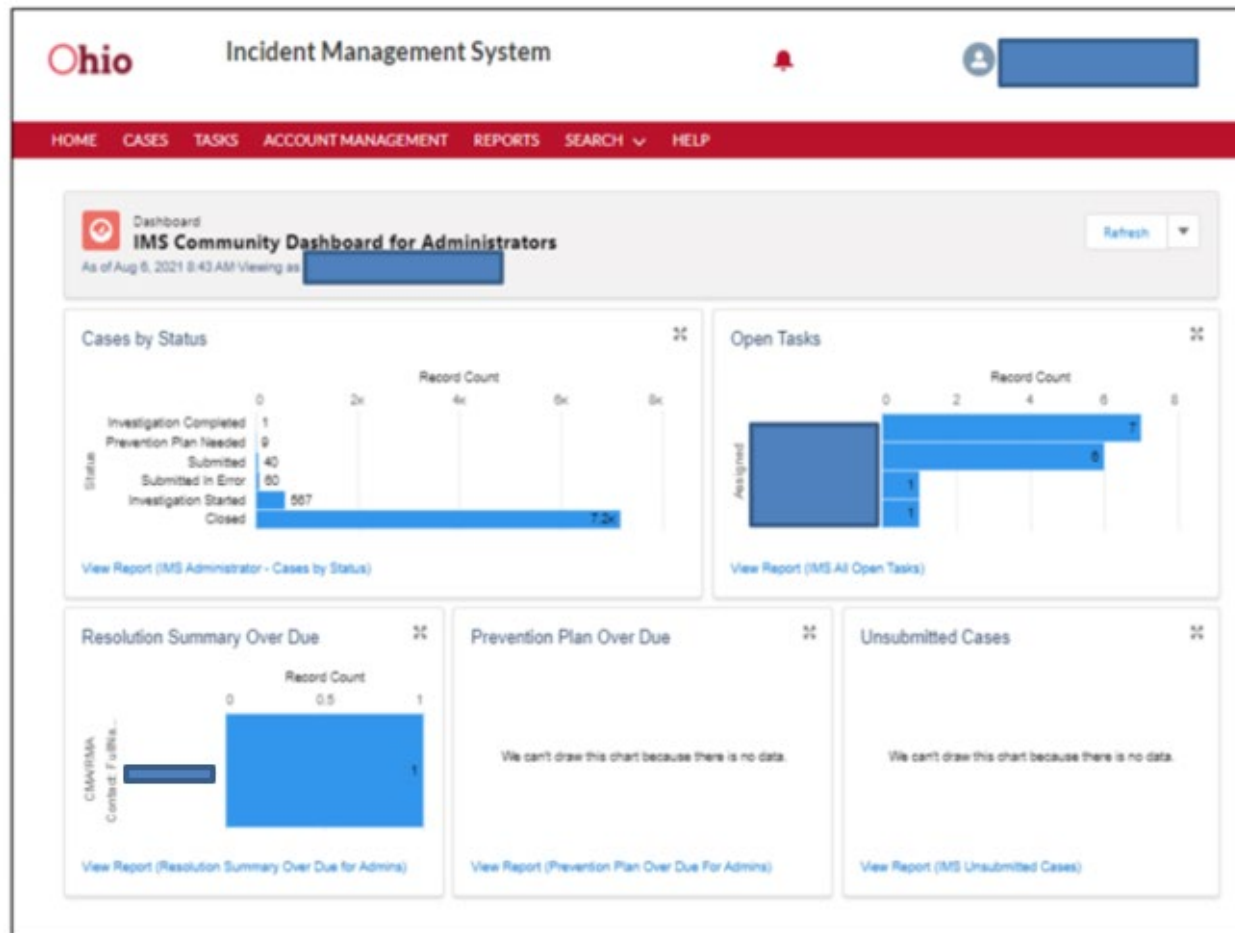 Ohio
Incident Management System
HOME CASES TASKS ACCOUNT MANAGEMENT REPORTS SEARCH HELP
Dashboard
IMS Community Dashboard for Administrators
As of Aug 6, 2021 8:43 AM·Viewing as
Refresh
Cases by Status
Record Count
0 2k 4k 6k 8k
Status
Investigation Completed 1
Prevention Plan Needed 9
Submitted 40
Submitted In Error 60
Investigation Started 567
Closed 7.2k
View Report (IMS Administrator - Cases by Status)
Open Tasks
Record Count
0 2 4 6 8
Assigned
7
6
1
1
View Report (IMS All Open Tasks)
Resolution Summary Over Due
Record Count
0 0.5 1
CMA/RMA
Contact: FullNa...
1
View Report (Resolution Summary Over Due for Admins)
Prevention Plan Over Due
We can't draw this chart because there is no data.
View Report (Prevention Plan Over Due For Admins)
Unsubmitted Cases
We can't draw this chart because there is no data.
View Report (IMS Unsubmitted Cases)